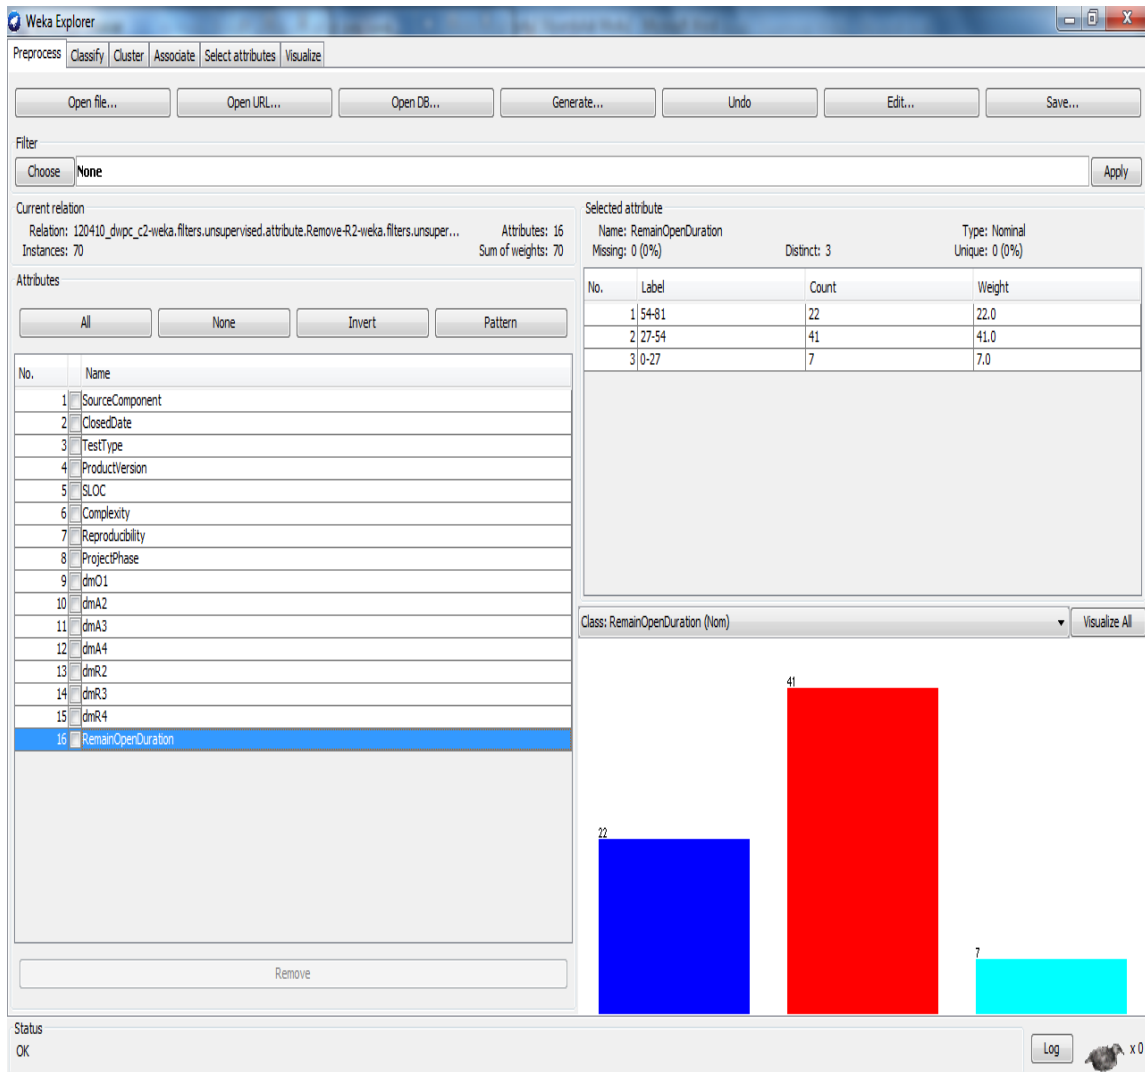 Weka Explorer
Preprocess Classify Cluster Associate Select attributes Visualize
Open file... Open URL... Open DB... Generate... Undo Edit... Save...
Filter
Choose None Apply
Current relation
Relation: 120410_dwpc_c2-weka.filters.unsupervised.attribute.Remove-R2-weka.filters.unsuper... Attributes: 16
Instances: 70 Sum of weights: 70
Attributes
All None Invert Pattern
No. Name
1 SourceComponent
2 ClosedDate
3 TestType
4 ProductVersion
5 SLOC
6 Complexity
7 Reproducibility
8 ProjectPhase
9 dmO1
10 dmA2
11 dmA3
12 dmA4
13 dmR2
14 dmR3
15 dmR4
16 RemainOpenDuration
Remove
Selected attribute
Name: RemainOpenDuration Type: Nominal
Missing: 0 (0%) Distinct: 3 Unique: 0 (0%)
No. Label Count Weight
1 54-81 22 22.0
2 27-54 41 41.0
3 0-27 7 7.0
Class: RemainOpenDuration (Nom) Visualize All
41
22
7
Status
OK
Log x 0